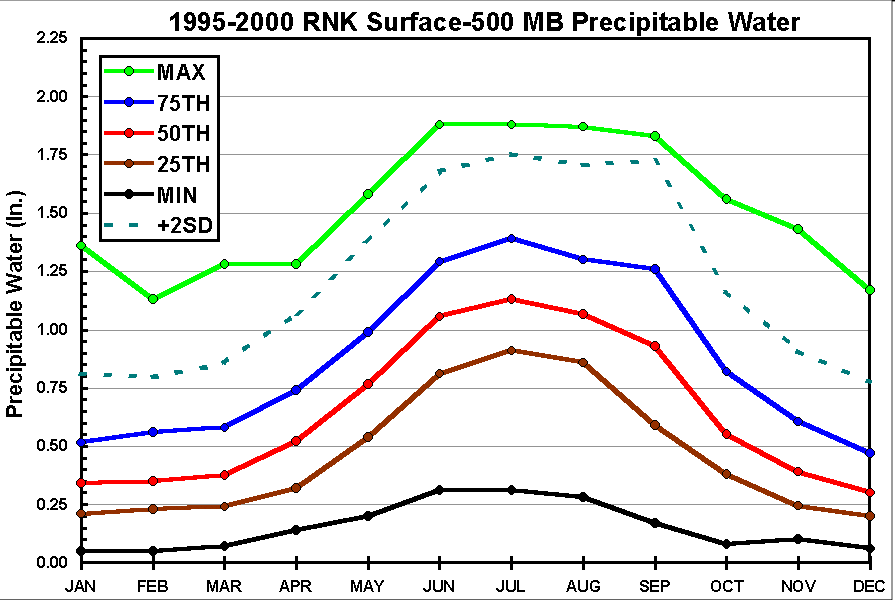 1995-2000 RNK Surface-500 MB Precipitable Water
Precipitable Water (In.)
2.25
2.00
1.75
1.50
1.25
1.00
0.75
0.50
0.25
0.00
MAX
75TH
50TH
25TH
MIN
+2SD
JAN FEB MAR APR MAY JUN JUL AUG SEP OCT NOV DEC